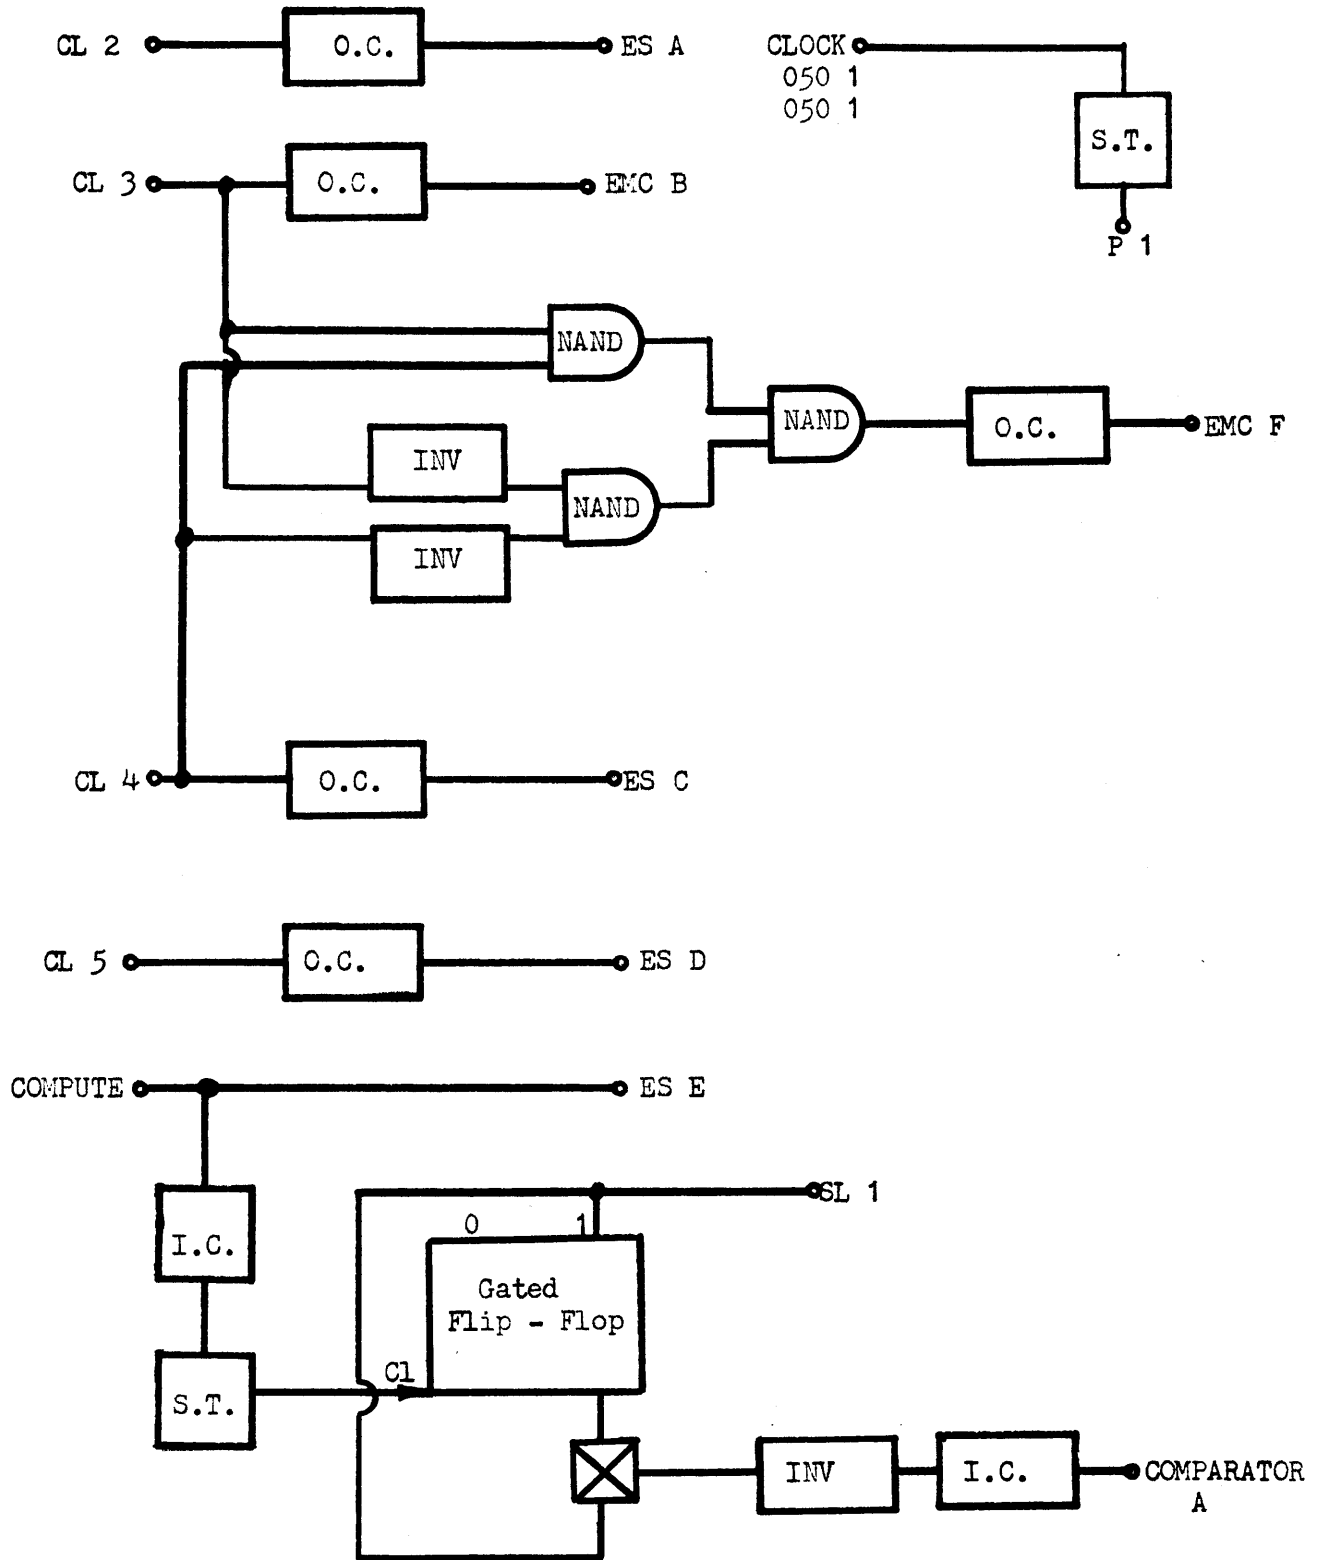 CL 2
O.C.
ES A
CLOCK
050 1
050 1
S.T.
P 1
CL 3
O.C.
EMC B
NAND
NAND
O.C.
EMC F
INV
NAND
INV
CL 4
O.C.
ES C
CL 5
O.C.
ES D
COMPUTE
ES E
I.C.
SL 1
0 1
Gated
Flip - Flop
Cl
S.T.
INV
I.C.
COMPARATOR
A